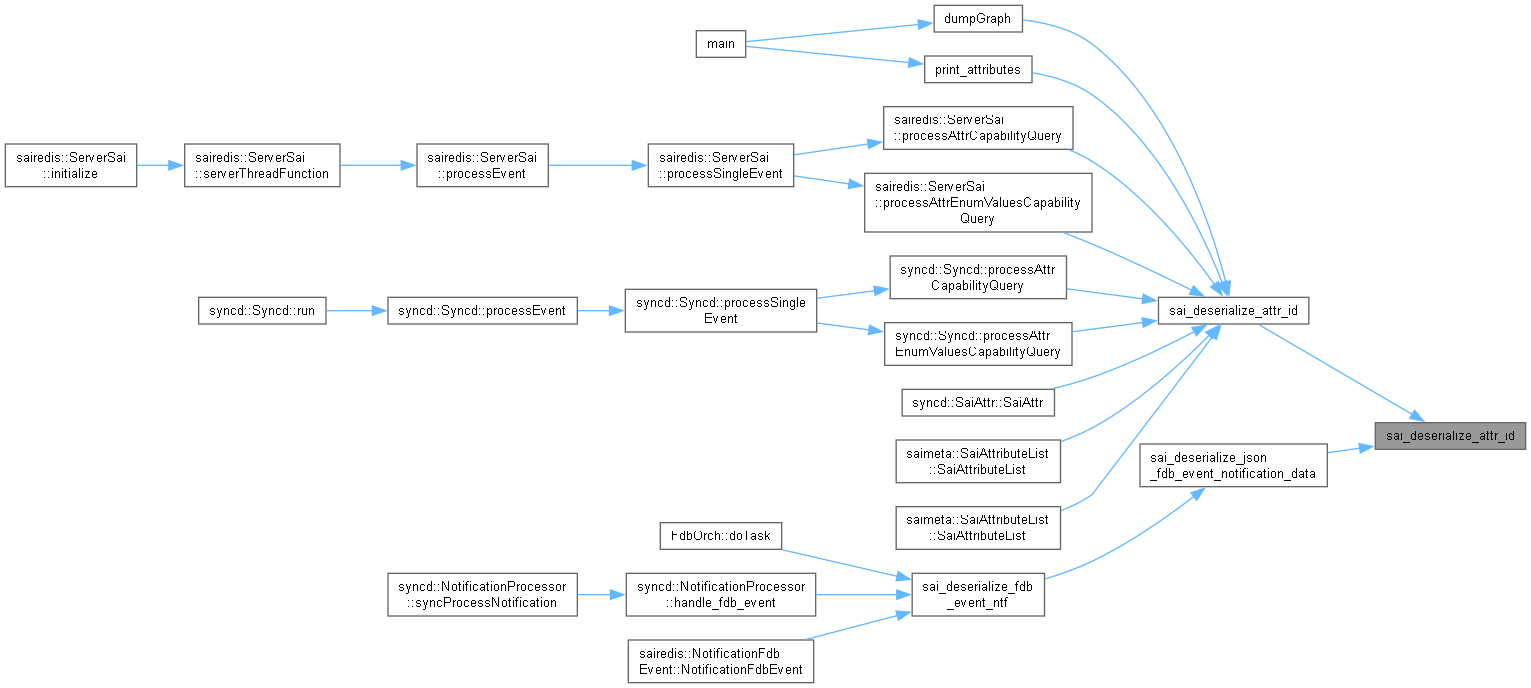 dumpGraph
main
print_attributes
sairedis::ServerSai
::processAttrCapabilityQuery
sairedis::ServerSai
::initialize
sairedis::ServerSai
::serverThreadFunction
sairedis::ServerSai
::processEvent
sairedis::ServerSai
::processSingleEvent
sairedis::ServerSai
::processAttrEnumValuesCapability
Query
syncd::Syncd::processAttr
CapabilityQuery
syncd::Syncd::run
syncd::Syncd::processEvent
syncd::Syncd::processSingle
Event
sai_deserialize_attr_id
syncd::Syncd::processAttr
EnumValuesCapabilityQuery
syncd::SaiAttr::SaiAttr
sai_deserialize_attr_id
saimeta::SaiAttributeList
::SaiAttributeList
sai_deserialize_json
_fdb_event_notification_data
saimeta::SaiAttributeList
::SaiAttributeList
FdbOrch::doTask
syncd::NotificationProcessor
::syncProcessNotification
syncd::NotificationProcessor
::handle_fdb_event
sai_deserialize_fdb
_event_ntf
sairedis::NotificationFdb
Event::NotificationFdbEvent